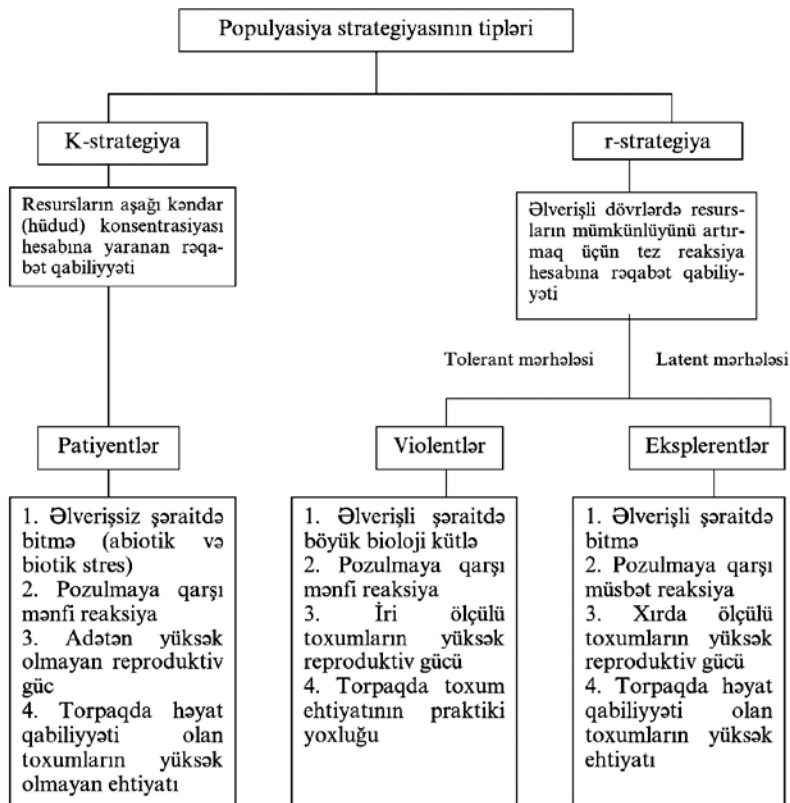 Populyasiya strategiyasının tipləri
K-strategiya
r-strategiya
Resursların aşağı kəndar
(hüdud) konsentrasiyası
hesabına yaranan rəqa-
bət qabiliyyəti
Əlverişli dövrlərdə resurs-
ların mümkünlüyünü artır-
maq üçün tez reaksiya
hesabına rəqabət qabiliy-
yəti
Tolerant mərhələsi
Latent mərhələsi
Patiyentlər
Violentlər
Eksplerentlər
1. Əlverişsiz şəraitdə
bitmə (abiotik və
biotik stres)
2. Pozulmaya qarşı
mənfi reaksiya
3. Adətən yüksək
olmayan reproduktiv
güc
4. Torpaqda həyat
qabiliyyəti olan
toxumların yüksək
olmayan ehtiyatı
1. Əlverişli şəraitdə
böyük bioloji kütlə
2. Pozulmaya qarşı
mənfi reaksiya
3. İri ölçülü
toxumların yüksək
reproduktiv gücü
4. Torpaqda toxum
ehtiyatının praktiki
yoxluğu
1. Əlverişli şəraitdə
bitmə
2. Pozulmaya qarşı
müsbət reaksiya
3. Xırda ölçülü
toxumların yüksək
reproduktiv gücü
4. Torpaqda həyat
qabiliyyəti olan
toxumların yüksək
ehtiyatı